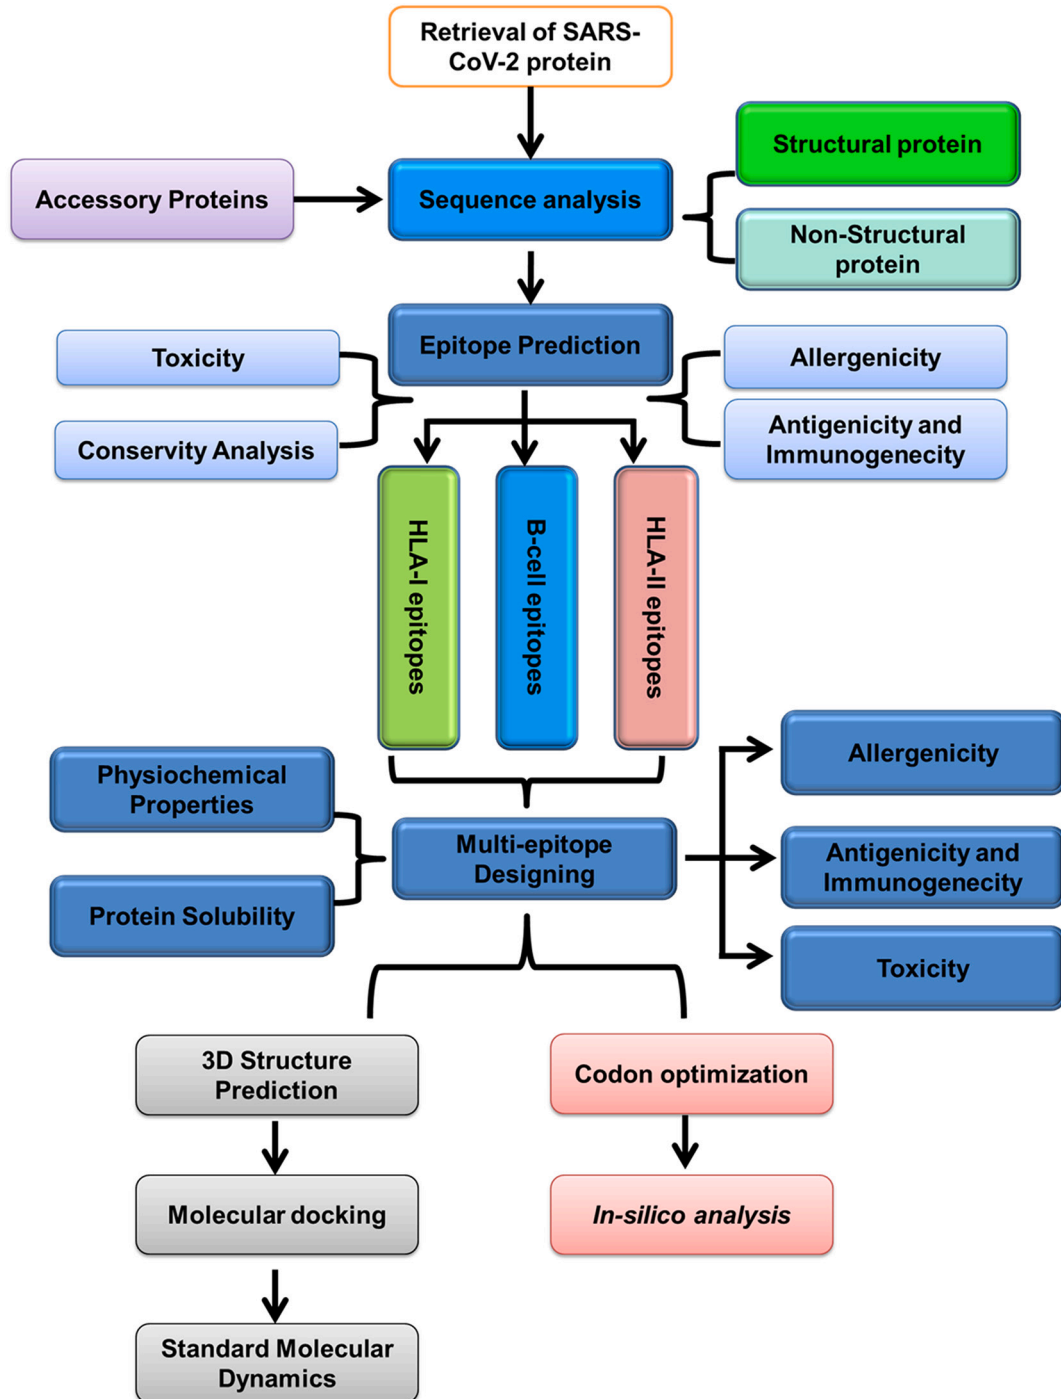 Retrieval of SARS-
CoV-2 protein
Structural protein
Accessory Proteins
Sequence analysis
Non-Structural
protein
Epitope Prediction
Toxicity
Allergenicity
Conservity Analysis
Antigenicity and
Immunogenecity
HLA-I epitopes
B-cell epitopes
HLA-II epitopes
Physiochemical
Properties
Allergenicity
Multi-epitope
Designing
Antigenicity and
Immunogenecity
Protein Solubility
Toxicity
3D Structure
Prediction
Codon optimization
Molecular docking
In-silico analysis
Standard Molecular
Dynamics